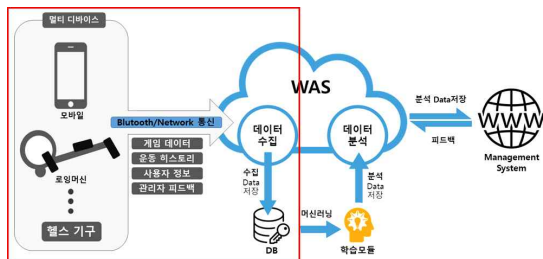 멀티 디바이스
모바일
로잉머신
헬스 기구
Blutooth/Network 통신
게임 데이터
운동 히스토리
사용자 정보
관리자 피드백
WAS
데이터
수집
데이터
분석
수집
Data
저장
분석
Data
저장
DB
머신러닝
학습모듈
분석 Data저장
피드백
WWW
Management
System